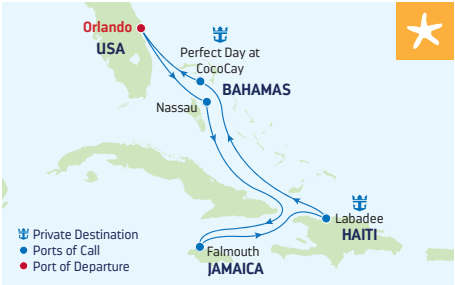 Orlando
USA
Perfect Day at
CocoCay
BAHAMAS
Nassau
Labadee
HAITI
Falmouth
JAMAICA
Private Destination
Ports of Call
Port of Departure